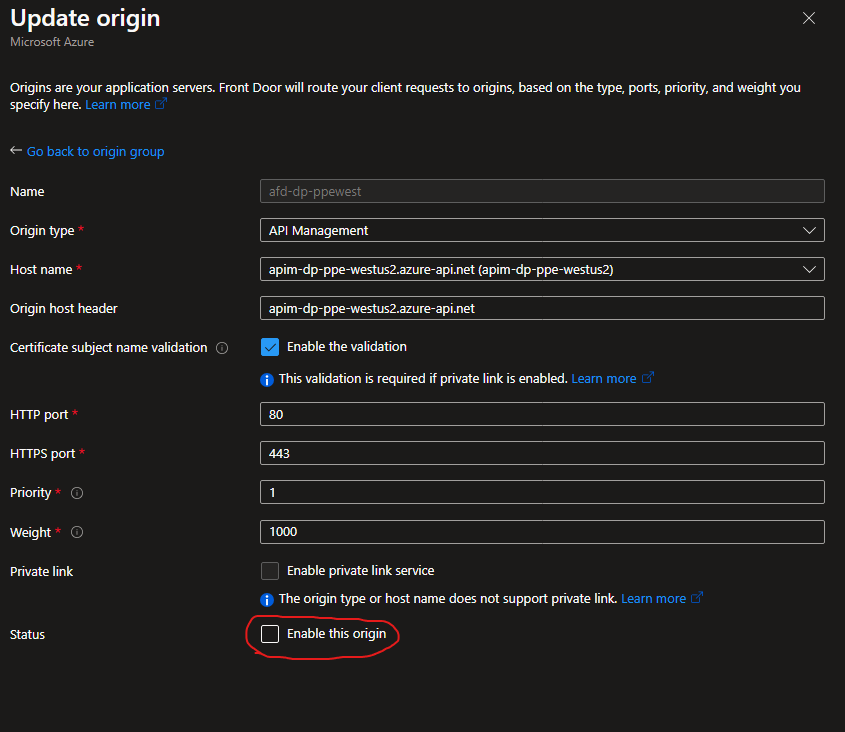 Update origin
Microsoft Azure
Origins are your application servers. Front Door will route your client requests to origins, based on the type, ports, priority, and weight you
specify here. Learn more
Go back to origin group
Name
afd-dp-ppewest
Origin type *
API Management
Host name *
apim-dp-ppe-westus2.azure-api.net (apim-dp-ppe-westus2)
Origin host header
apim-dp-ppe-westus2.azure-api.net
Certificate subject name validation
Enable the validation
This validation is required if private link is enabled. Learn more
HTTP port *
80
HTTPS port *
443
Priority *
1
Weight *
1000
Private link
Enable private link service
The origin type or host name does not support private link. Learn more
Status
Enable this origin